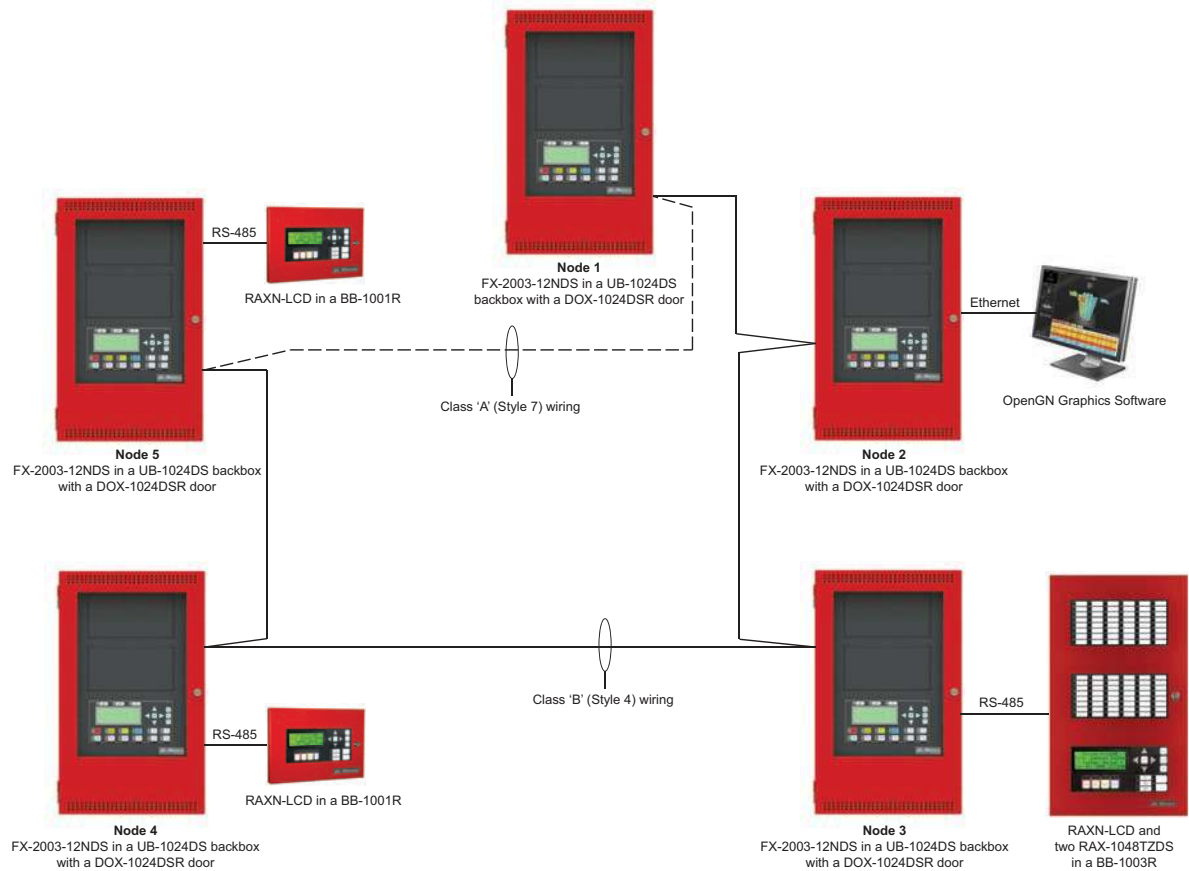 Node 1
FX-2003-12NDS in a UB-1024DS
backbox with a DOX-1024DSR door
RS-485
RAXN-LCD in a BB-1001R
Ethernet
OpenGN Graphics Software
Class ‘A’ (Style 7) wiring
Node 5
FX-2003-12NDS in a UB-1024DS backbox
with a DOX-1024DSR door
Node 2
FX-2003-12NDS in a UB-1024DS backbox
with a DOX-1024DSR door
Class ‘B’ (Style 4) wiring
RS-485
RS-485
RAXN-LCD in a BB-1001R
Node 4
FX-2003-12NDS in a UB-1024DS backbox
with a DOX-1024DSR door
Node 3
FX-2003-12NDS in a UB-1024DS backbox
with a DOX-1024DSR door
RAXN-LCD and
two RAX-1048TZDS
in a BB-1003R